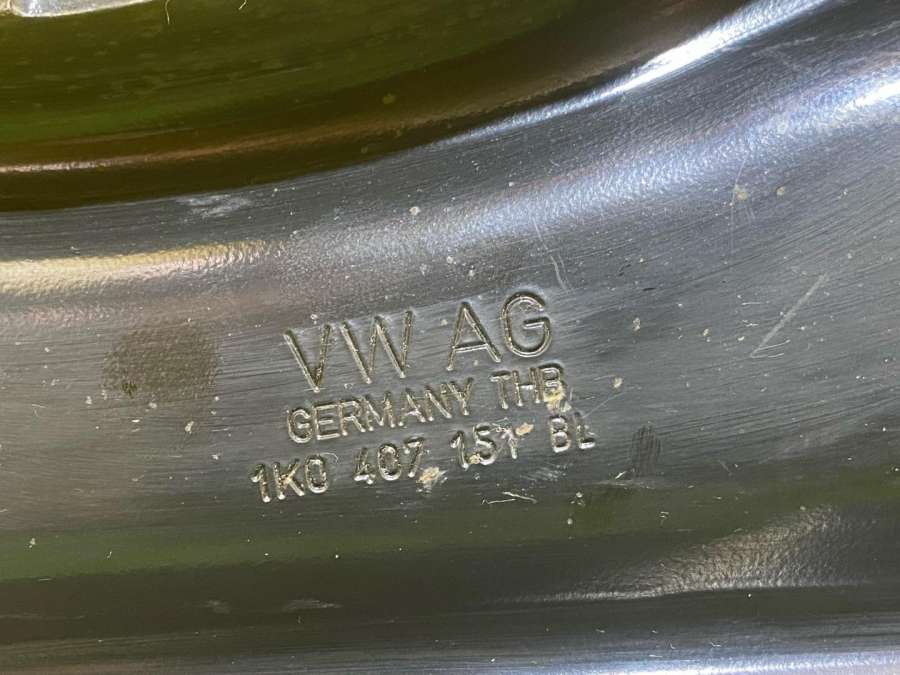 VW AG
GERMANY THB
1K0 407 151 BL